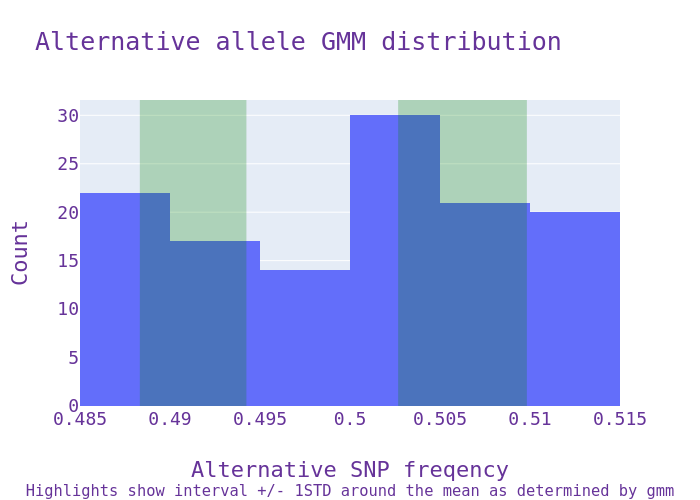 Alternative allele GMM distribution
30
25
20
15
10
5
0
Count
0.485 0.49 0.495 0.5 0.505 0.51 0.515
Alternative SNP freqency
Highlights show interval +/- 1STD around the mean as determined by gmm